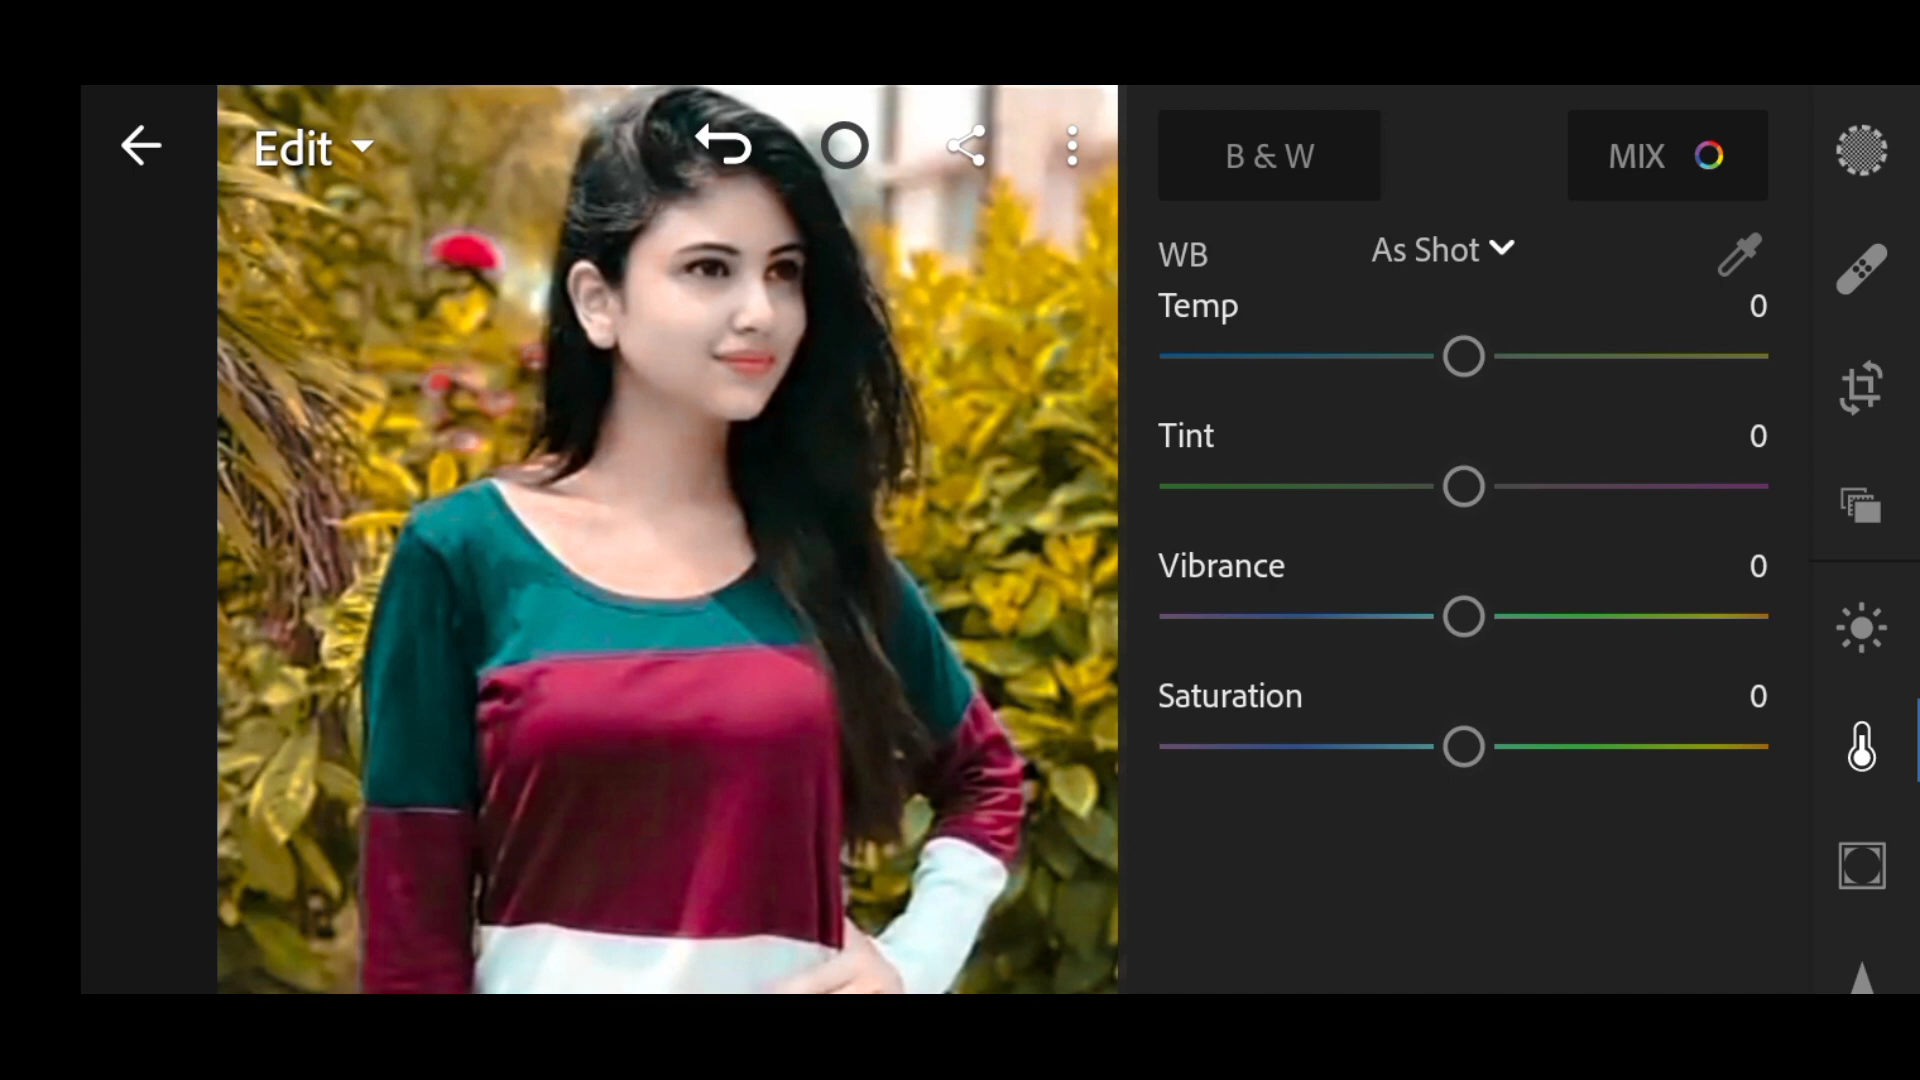 Edit
B & W
MIX
WB
As Shot
Temp
0
Tint
0
Vibrance
0
Saturation
0